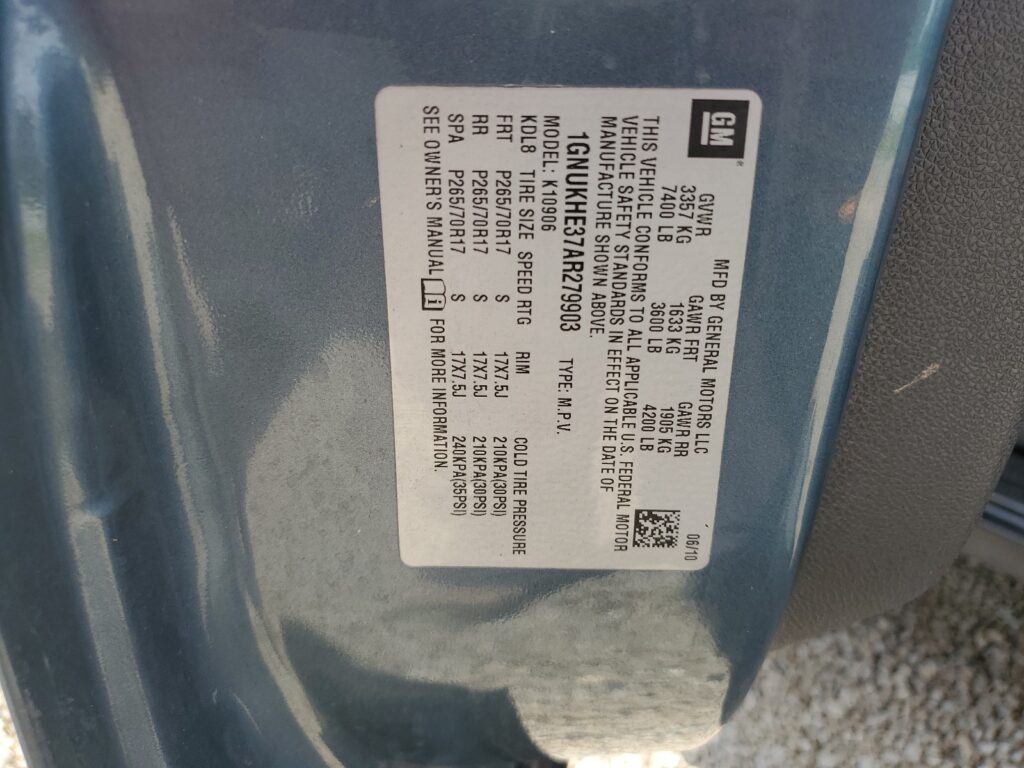 GM
MFD BY GENERAL MOTORS LLC
06/10
GVWR GAWR FRT GAWR RR
3357 KG 1633 KG 1905 KG
7400 LB 3600 LB 4200 LB
THIS VEHICLE CONFORMS TO ALL APPLICABLE U.S. FEDERAL MOTOR
VEHICLE SAFETY STANDARDS IN EFFECT ON THE DATE OF
MANUFACTURE SHOWN ABOVE.
1GNUKHE37AR279903 TYPE: M.P.V.
MODEL: K10906
KDL8 TIRE SIZE SPEED RTG RIM COLD TIRE PRESSURE
FRT P265/70R17 S 17X7.5J 210KPA(30PSI)
RR P265/70R17 S 17X7.5J 210KPA(30PSI)
SPA P265/70R17 S 17X7.5J 240KPA(35PSI)
SEE OWNER'S MANUAL i FOR MORE INFORMATION.